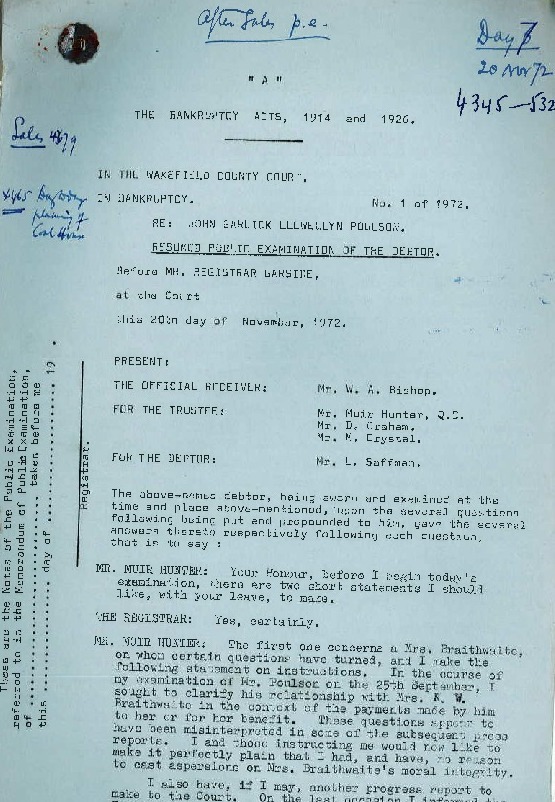 After Sales p.e.
Day 7
20 Nov 72
4345—532
"A"
THE BANKRUPTCY ACTS, 1914 and 1926.
Sales 4879
IN THE WAKEFIELD COUNTY COURT.
4465 Day to day
planning of
IN BANKRUPTCY.
No. 1 of 1972.
RE: JOHN GARLICK LLEWELLYN POULSON.
RESUMED PUBLIC EXAMINATION OF THE DEBTOR.
Before MR. REGISTRAR GARSIDE,
at the Court
this 20th day of November, 1972.
PRESENT:
THE OFFICIAL RECEIVER: Mr. W. A. Bishop.
FOR THE TRUSTEE: Mr. Muir Hunter, Q.C.
Mr. D. Graham.
Mr. M. Crystal.
FOR THE DEBTOR: Mr. L. Saffman.
The above-named debtor, being sworn and examined at the
time and place above-mentioned, upon the several questions
following being put and propounded to him, gave the several
answers thereto respectively following each question,
that is to say :
MR. MUIR HUNTER: Your Honour, before I begin today's
examination, there are two short statements I should
like, with your leave, to make.
THE REGISTRAR: Yes, certainly.
MR. MUIR HUNTER: The first one concerns a Mrs. Braithwaite,
on whom certain questions have turned, and I make the
following statement on instructions. In the course of
my examination of Mr. Poulson on the 25th September, I
sought to clarify his relationship with Mrs. A. W.
Braithwaite in the context of the payments made by him
to her or for her benefit. These questions appear to
have been misinterpreted in some of the subsequent press
reports. I and those instructing me would now like to
make it perfectly plain that I had, and have, no reason
to cast aspersions on Mrs. Braithwaite's moral integrity.
I also have, if I may, another progress report to
make to the Court. On the last occasion I informed the
These are the Notes of the Public Examination,
referred to in the Memorandum of Public Examination,
of .............................. taken before me
this .................... day of .................... 19 .
Registrar.